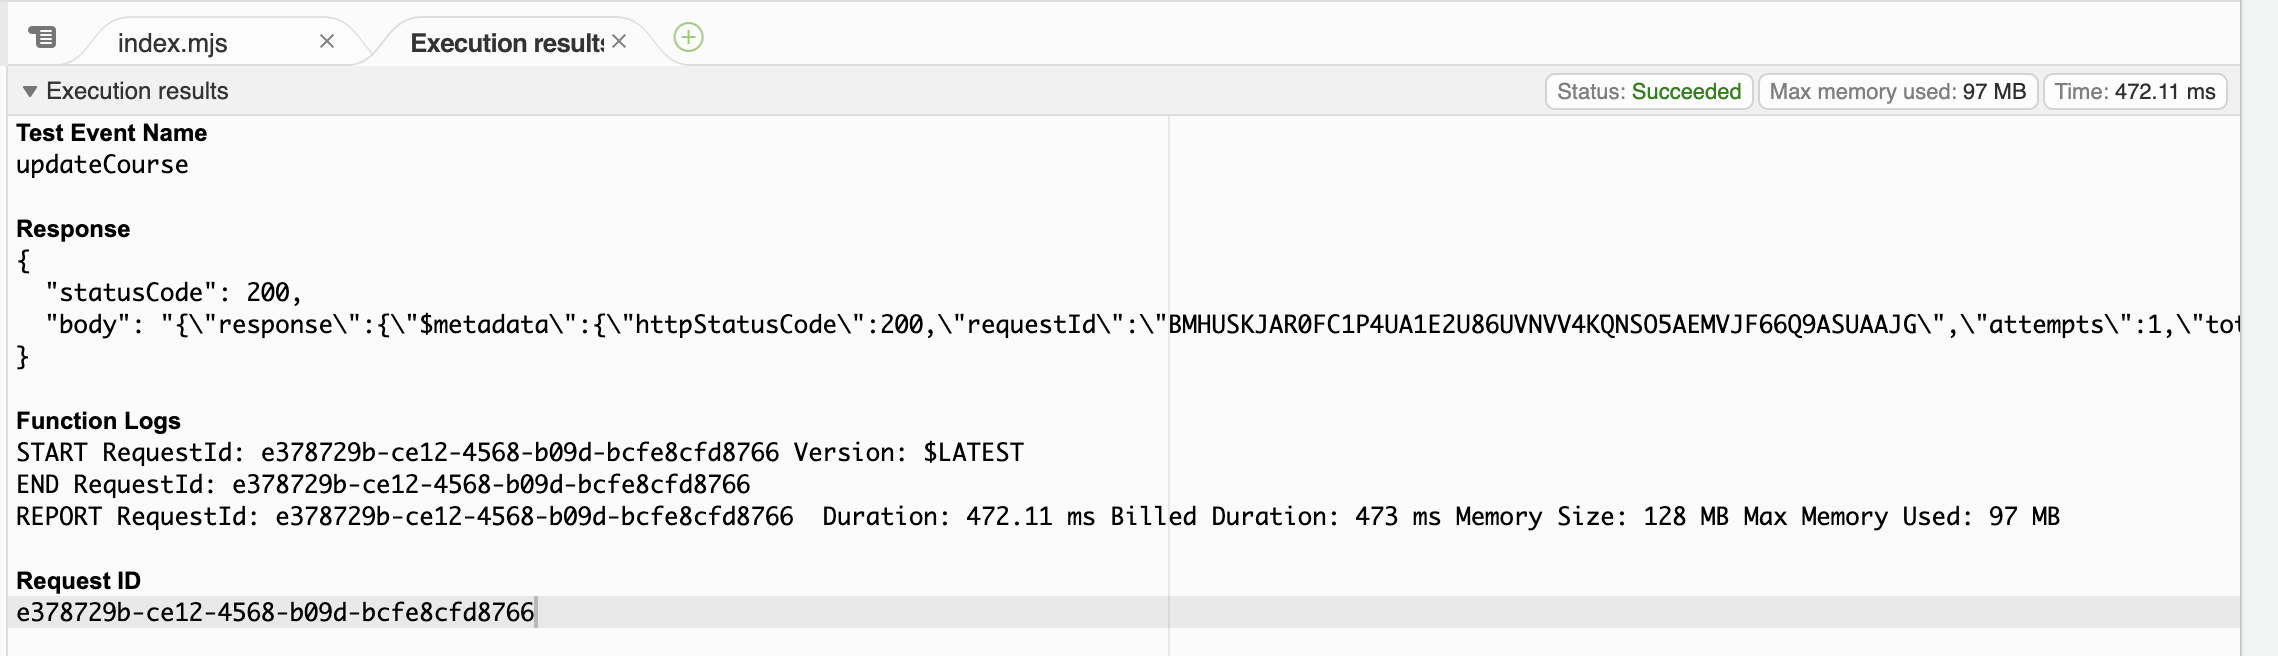 index.mjs
Execution results
Execution results
Status: Succeeded
Max memory used: 97 MB
Time: 472.11 ms
Test Event Name
updateCourse
Response
{
"statusCode": 200,
"body": "{\"response\":{\"$metadata\":{\"httpStatusCode\":200,\"requestId\":\"BMHUSKJAR0FC1P4UA1E2U86UVNVV4KQNSO5AEMVJF66Q9ASUAAJG\",\"attempts\":1,\"tot
}
Function Logs
START RequestId: e378729b-ce12-4568-b09d-bcfe8cfd8766 Version: $LATEST
END RequestId: e378729b-ce12-4568-b09d-bcfe8cfd8766
REPORT RequestId: e378729b-ce12-4568-b09d-bcfe8cfd8766  Duration: 472.11 ms Billed Duration: 473 ms Memory Size: 128 MB Max Memory Used: 97 MB
Request ID
e378729b-ce12-4568-b09d-bcfe8cfd8766